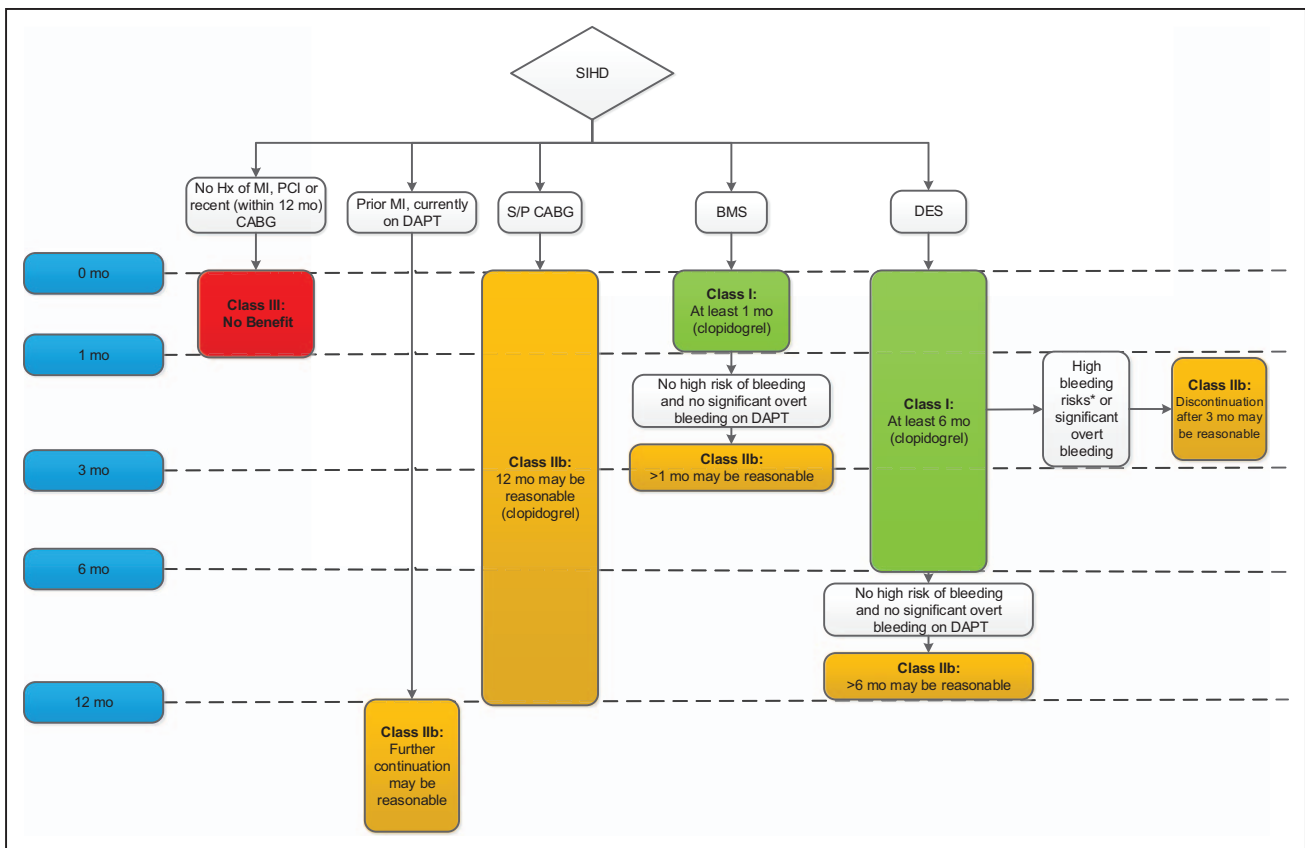 SIHD
No Hx of MI, PCI or
recent (within 12 mo)
CABG
Prior MI, currently
on DAPT
S/P CABG
BMS
DES
0 mo
Class III:
No Benefit
Class I:
At least 1 mo
(clopidogrel)
1 mo
No high risk of bleeding
and no significant overt
bleeding on DAPT
Class I:
At least 6 mo
(clopidogrel)
High
bleeding
risks* or
significant
overt
bleeding
Class IIb:
Discontinuation
after 3 mo may
be reasonable
3 mo
Class IIb:
12 mo may be
reasonable
(clopidogrel)
Class IIb:
>1 mo may be reasonable
6 mo
No high risk of bleeding
and no significant overt
bleeding on DAPT
Class IIb:
>6 mo may be reasonable
12 mo
Class IIb:
Further
continuation
may be
reasonable